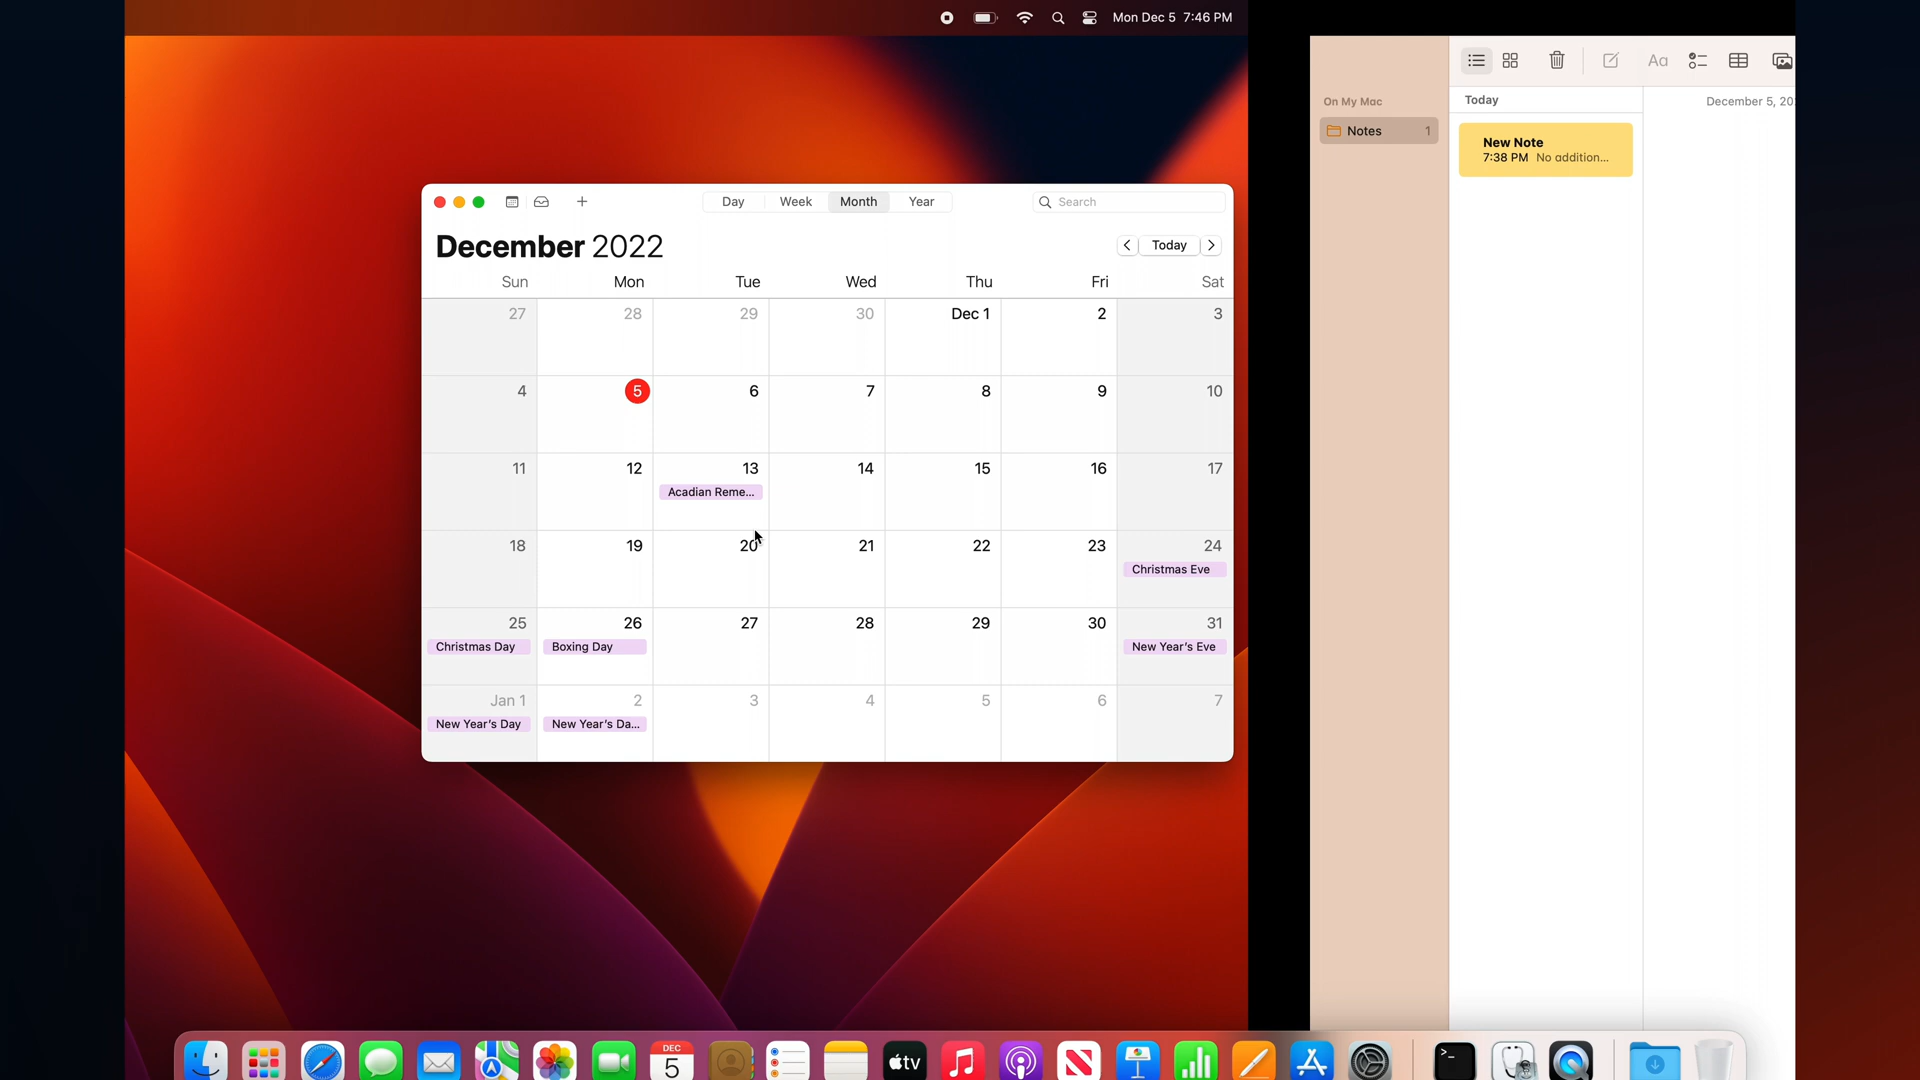 Mon Dec 5 7:46 PM
Day Week Month Year
Search
December 2022
Today
Sun Mon Tue Wed Thu Fri Sat
27 28 29 30 Dec 1 2 3
4 5 6 7 8 9 10
11 12 13 14 15 16 17
Acadian Reme...
18 19 20 21 22 23 24
Christmas Eve
25 26 27 28 29 30 31
Christmas Day Boxing Day New Year's Eve
Jan 1 2 3 4 5 6 7
New Year's Day New Year's Da...
On My Mac
Notes 1
Aa
Today
New Note
7:38 PM No addition...
December 5, 20
DEC
5
tv
>_